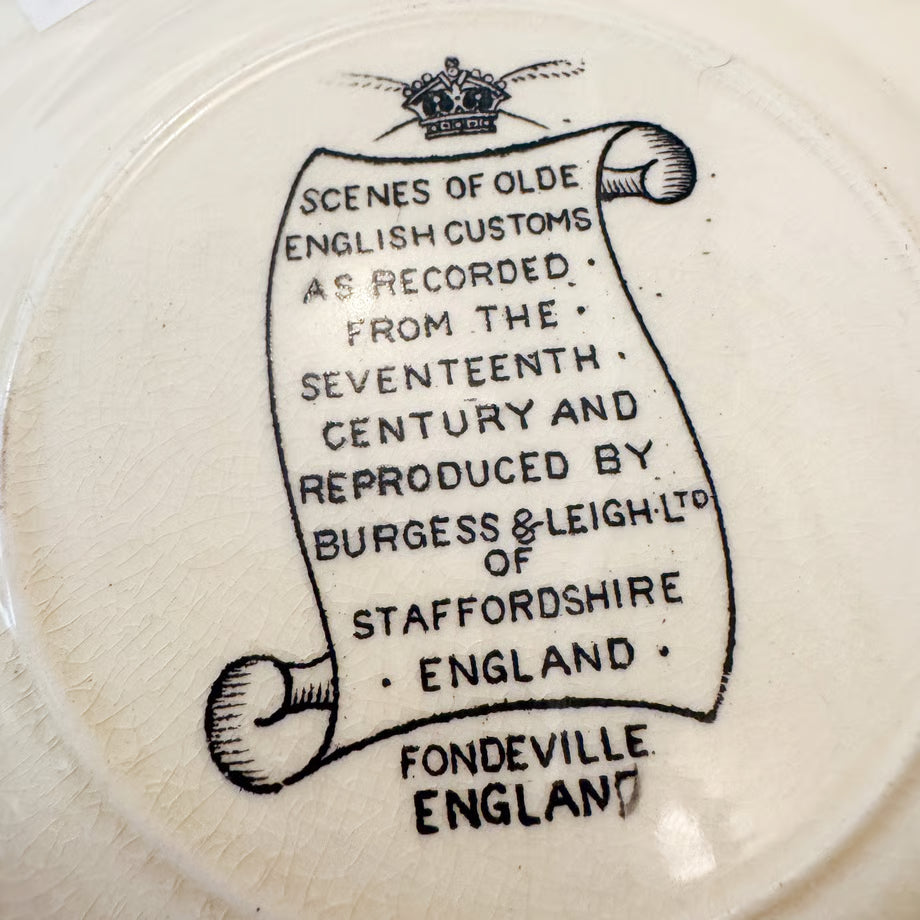 SCENES OF OLDE
ENGLISH CUSTOMS
AS RECORDED ·
FROM THE ·
SEVENTEENTH ·
CENTURY AND
REPRODUCED BY
BURGESS & LEIGH·LTD
OF
STAFFORDSHIRE
· ENGLAND ·
FONDEVILLE
ENGLAND